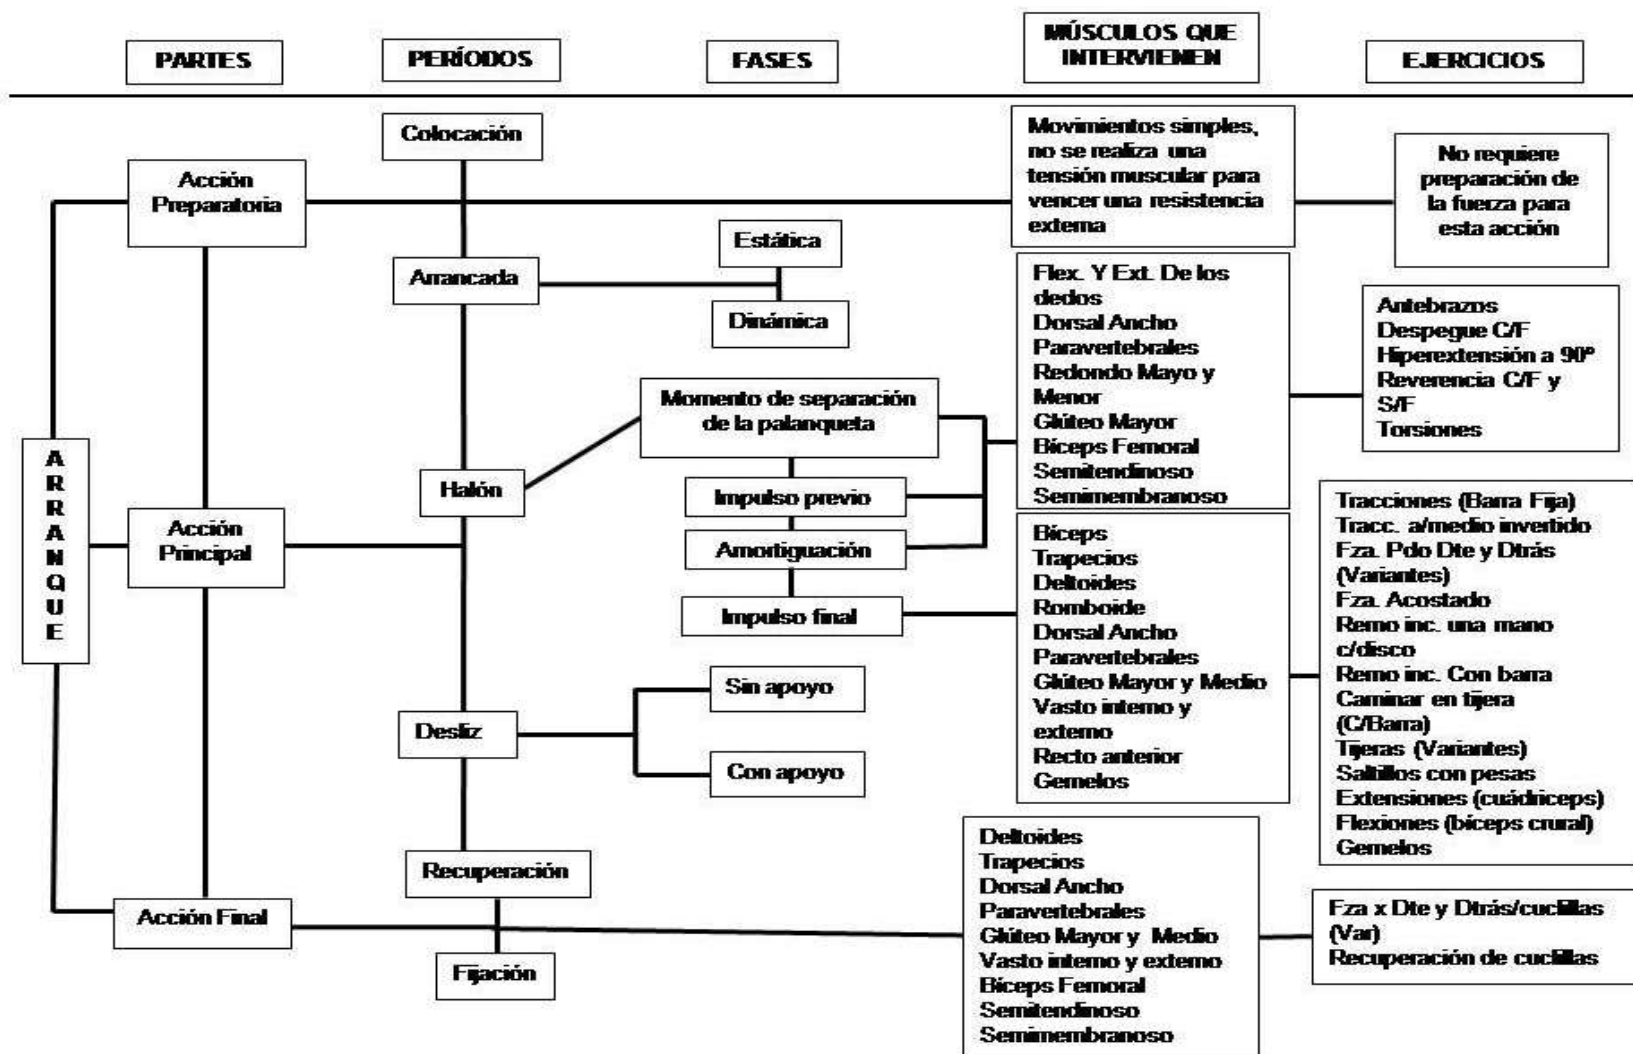 PARTES
PERÍODOS
FASES
MÚSCULOS QUE
INTERVIENEN
EJERCICIOS
ARRANQUE
Acción
Preparatoria
Acción
Principal
Acción Final
Colocación
Arrancada
Halón
Desliz
Recuperación
Fijación
Estática
Dinámica
Momento de separación
de la palanqueta
Impulso previo
Amortiguación
Impulso final
Sin apoyo
Con apoyo
Movimientos simples,
no se realiza una
tensión muscular para
vencer una resistencia
externa
Flex. Y Ext. De los
dedos
Dorsal Ancho
Paravertebrales
Redondo Mayo y
Menor
Glúteo Mayor
Bíceps Femoral
Semitendinoso
Semimembranoso
Bíceps
Trapecios
Deltoides
Romboide
Dorsal Ancho
Paravertebrales
Glúteo Mayor y Medio
Vasto interno y
externo
Recto anterior
Gemelos
Deltoides
Trapecios
Dorsal Ancho
Paravertebrales
Glúteo Mayor y Medio
Vasto interno y externo
Bíceps Femoral
Semitendinoso
Semimembranoso
No requiere
preparación de
la fuerza para
esta acción
Antebrazos
Despegue C/F
Hiperextensión a 90º
Reverencia C/F y
S/F
Torsiones
Tracciones (Barra Fija)
Tracc. a/medio invertido
Fza. Pdo Dte y Dtrás
(Variantes)
Fza. Acostado
Remo inc. una mano
c/disco
Remo inc. Con barra
Caminar en tijera
(C/Barra)
Tijeras (Variantes)
Saltillos con pesas
Extensiones (cuádriceps)
Flexiones (bíceps crural)
Gemelos
Fza x Dte y Dtrás/cuclillas
(Var)
Recuperación de cuclillas